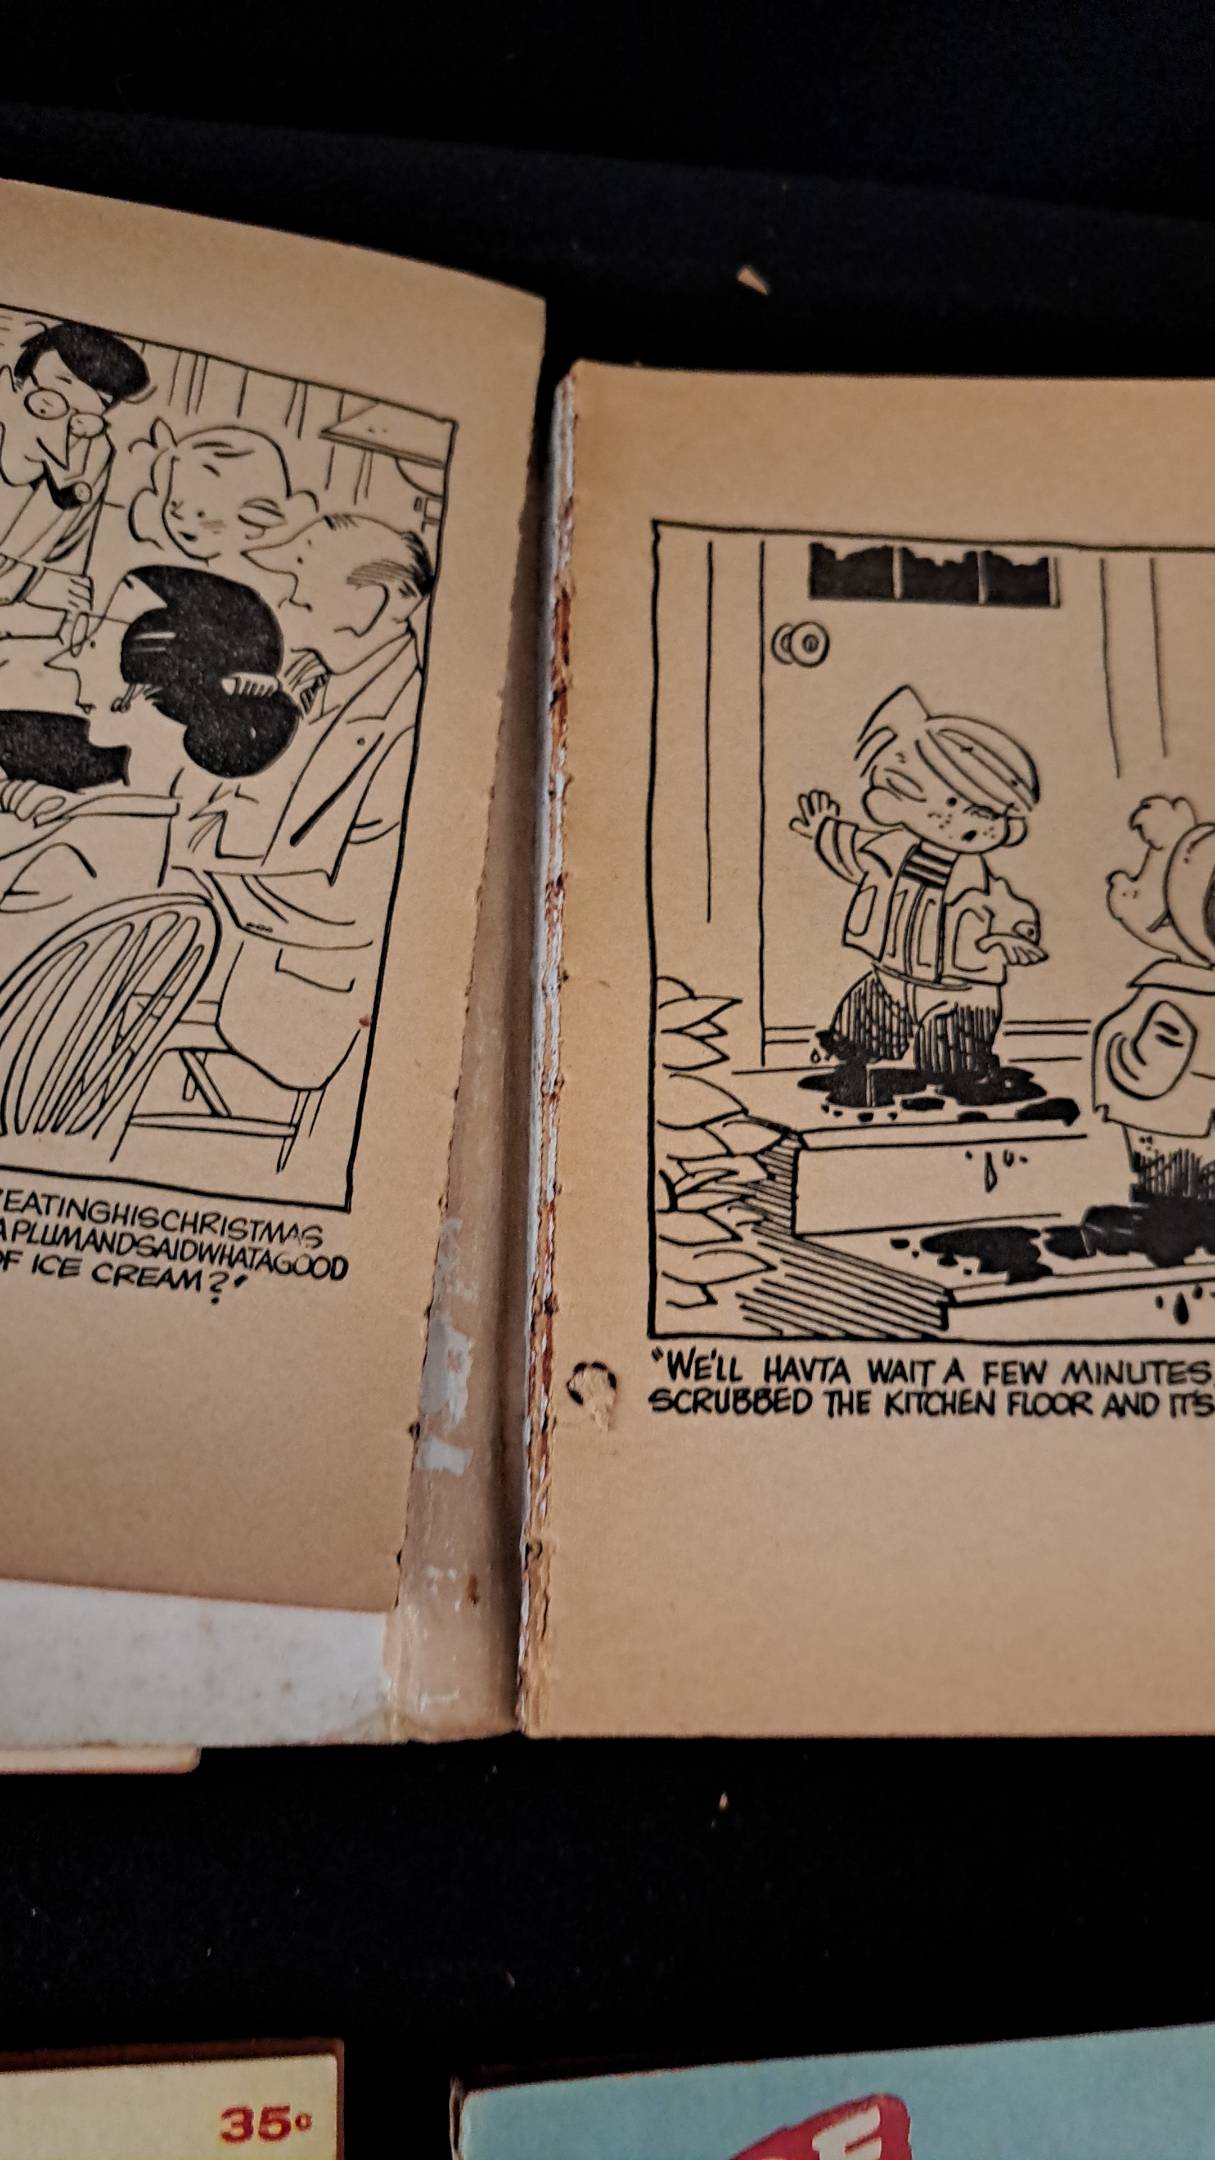 'EATINGHISCHRISTMAS
APLUMANDSAIDWHATAGOOD
OF ICE CREAM?"
"WE'LL HAVTA WAIT A FEW MINUTES,
SCRUBBED THE KITCHEN FLOOR AND IT'S
35¢